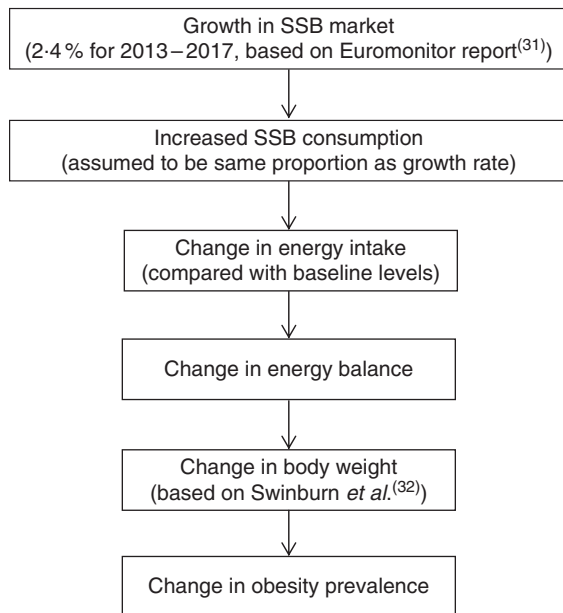 Growth in SSB market
(2·4 % for 2013–2017, based on Euromonitor report(31))
Increased SSB consumption
(assumed to be same proportion as growth rate)
Change in energy intake
(compared with baseline levels)
Change in energy balance
Change in body weight
(based on Swinburn et al.(32))
Change in obesity prevalence